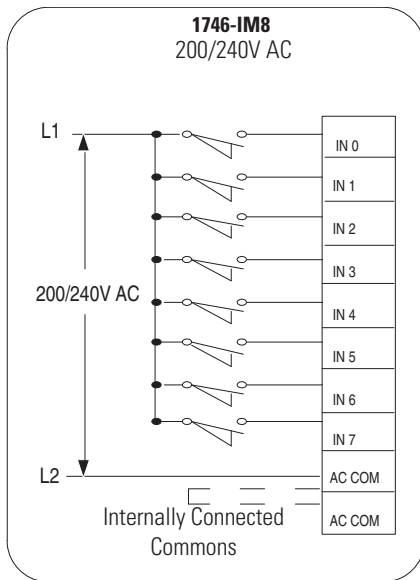 1746-IM8
200/240V AC
L1
IN 0
IN 1
IN 2
IN 3
200/240V AC
IN 4
IN 5
IN 6
IN 7
L2
AC COM
Internally Connected
Commons
AC COM